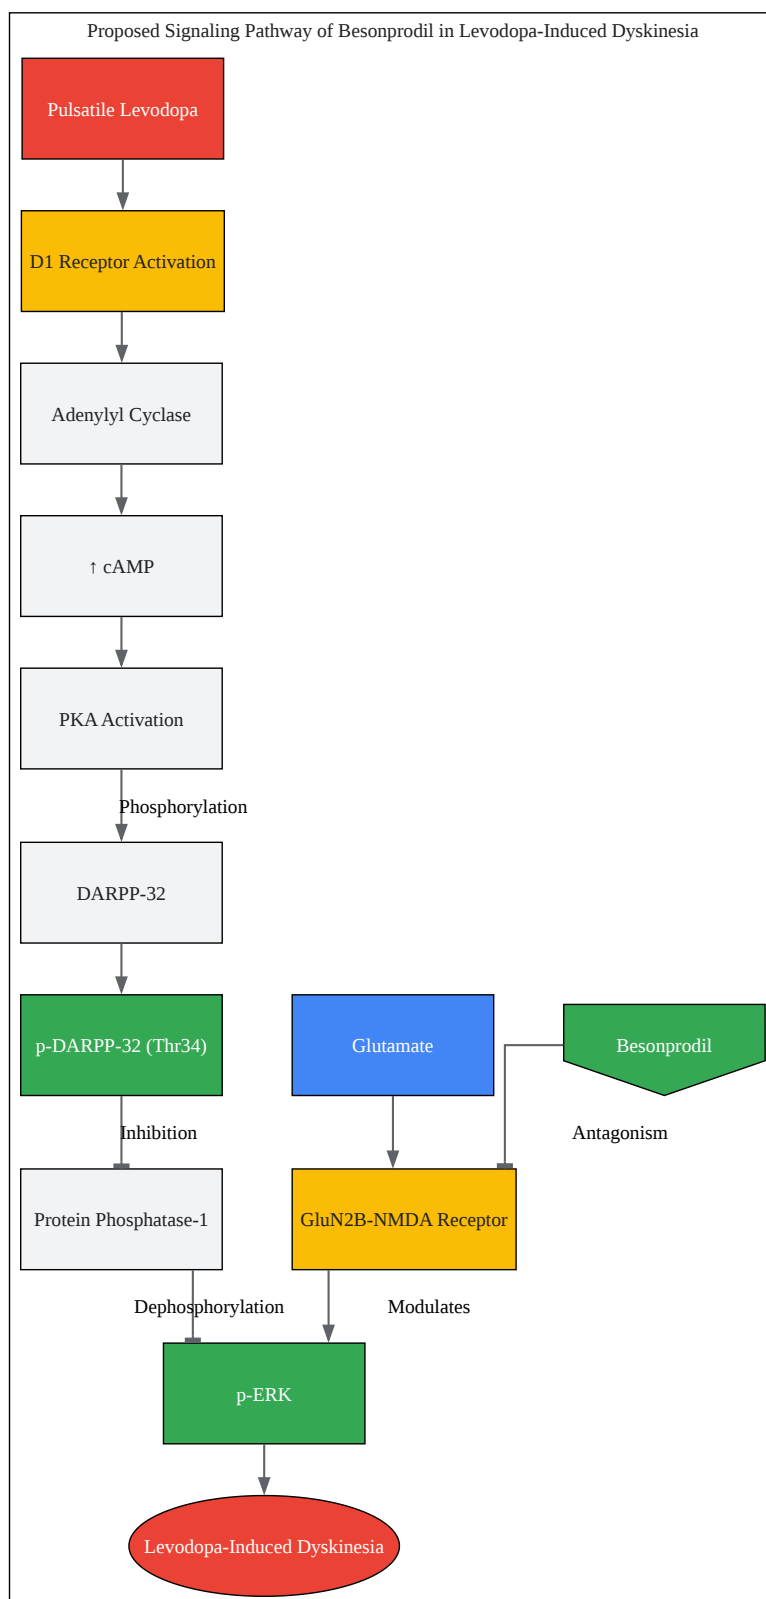 Proposed Signaling Pathway of Besonprodil in Levodopa-Induced Dyskinesia
Pulsatile Levodopa
D1 Receptor Activation
Adenylyl Cyclase
↑ cAMP
PKA Activation
Phosphorylation
DARPP-32
p-DARPP-32 (Thr34)
Glutamate
Besonprodil
Inhibition
Antagonism
Protein Phosphatase-1
GluN2B-NMDA Receptor
Dephosphorylation
Modulates
p-ERK
Levodopa-Induced Dyskinesia